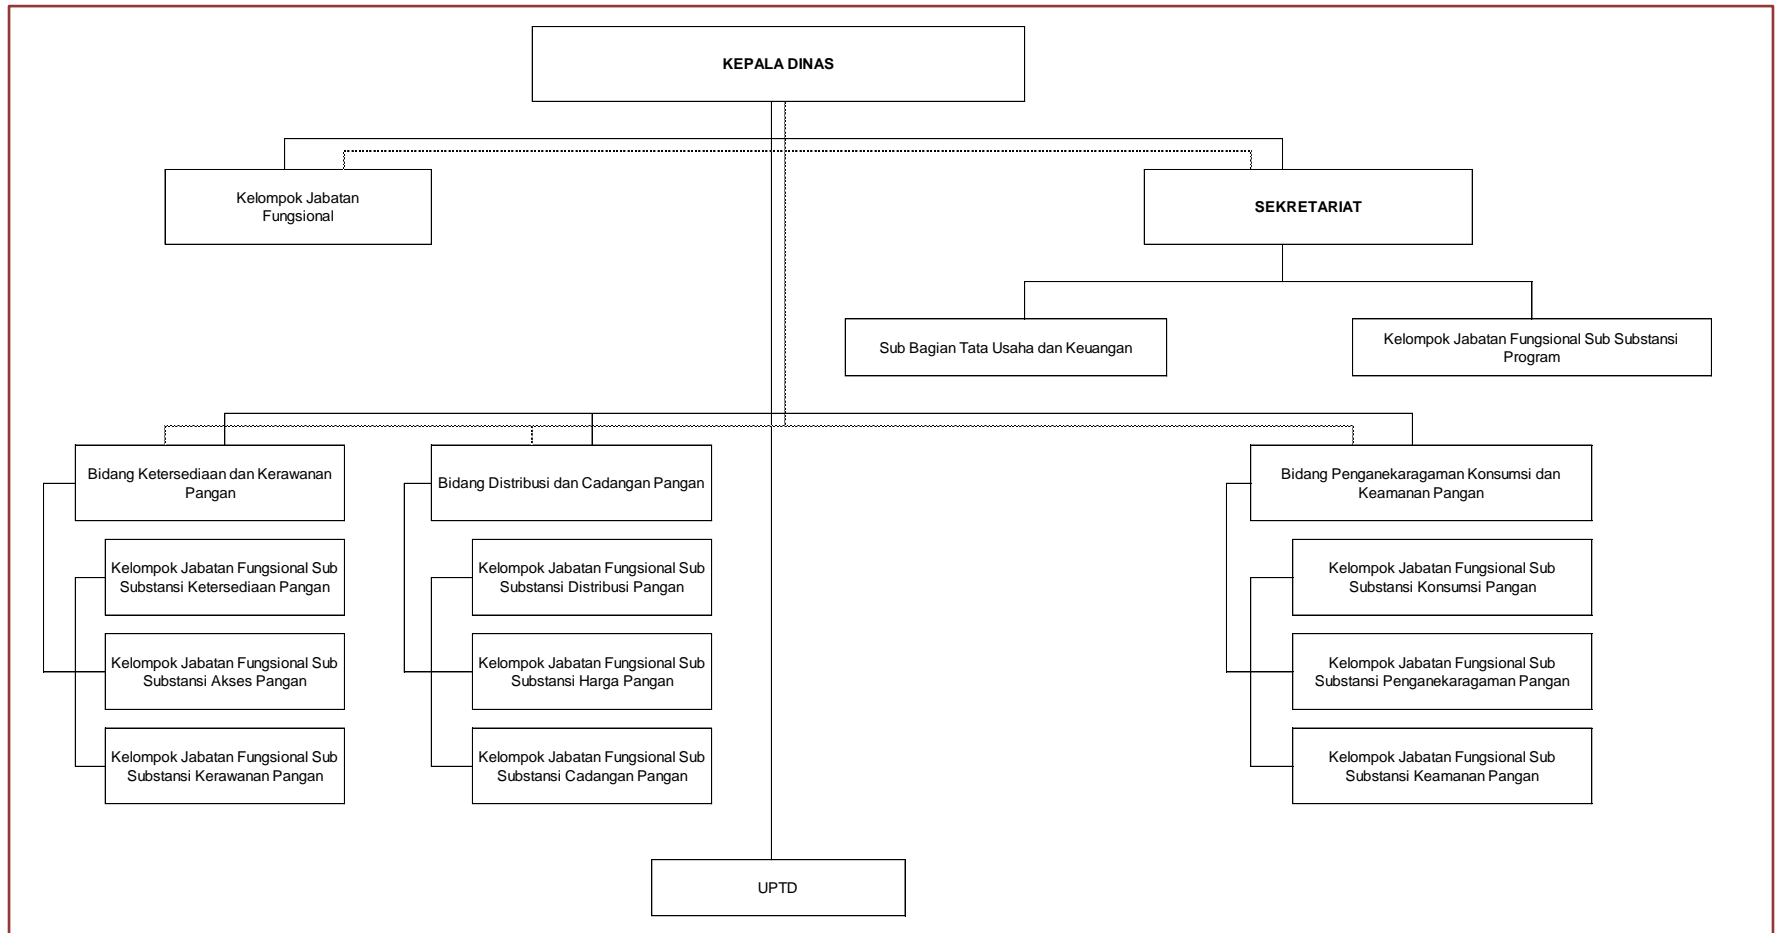 KEPALA DINAS
Kelompok Jabatan
Fungsional
SEKRETARIAT
Sub Bagian Tata Usaha dan Keuangan
Kelompok Jabatan Fungsional Sub Substansi
Program
Bidang Ketersediaan dan Kerawanan
Pangan
Bidang Distribusi dan Cadangan Pangan
Bidang Penganekaragaman Konsumsi dan
Keamanan Pangan
Kelompok Jabatan Fungsional Sub
Substansi Ketersediaan Pangan
Kelompok Jabatan Fungsional Sub
Substansi Distribusi Pangan
Kelompok Jabatan Fungsional Sub
Substansi Konsumsi Pangan
Kelompok Jabatan Fungsional Sub
Substansi Akses Pangan
Kelompok Jabatan Fungsional Sub
Substansi Harga Pangan
Kelompok Jabatan Fungsional Sub
Substansi Penganekaragaman Pangan
Kelompok Jabatan Fungsional Sub
Substansi Kerawanan Pangan
Kelompok Jabatan Fungsional Sub
Substansi Cadangan Pangan
Kelompok Jabatan Fungsional Sub
Substansi Keamanan Pangan
UPTD